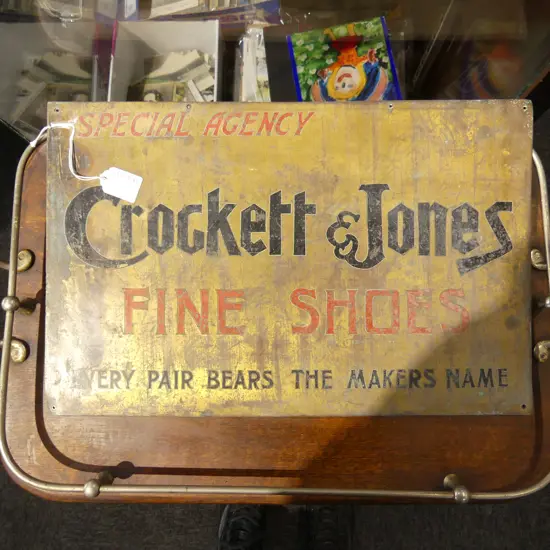 SPECIAL AGENCY
Crockett & Jones
FINE SHOES
EVERY PAIR BEARS THE MAKERS NAME